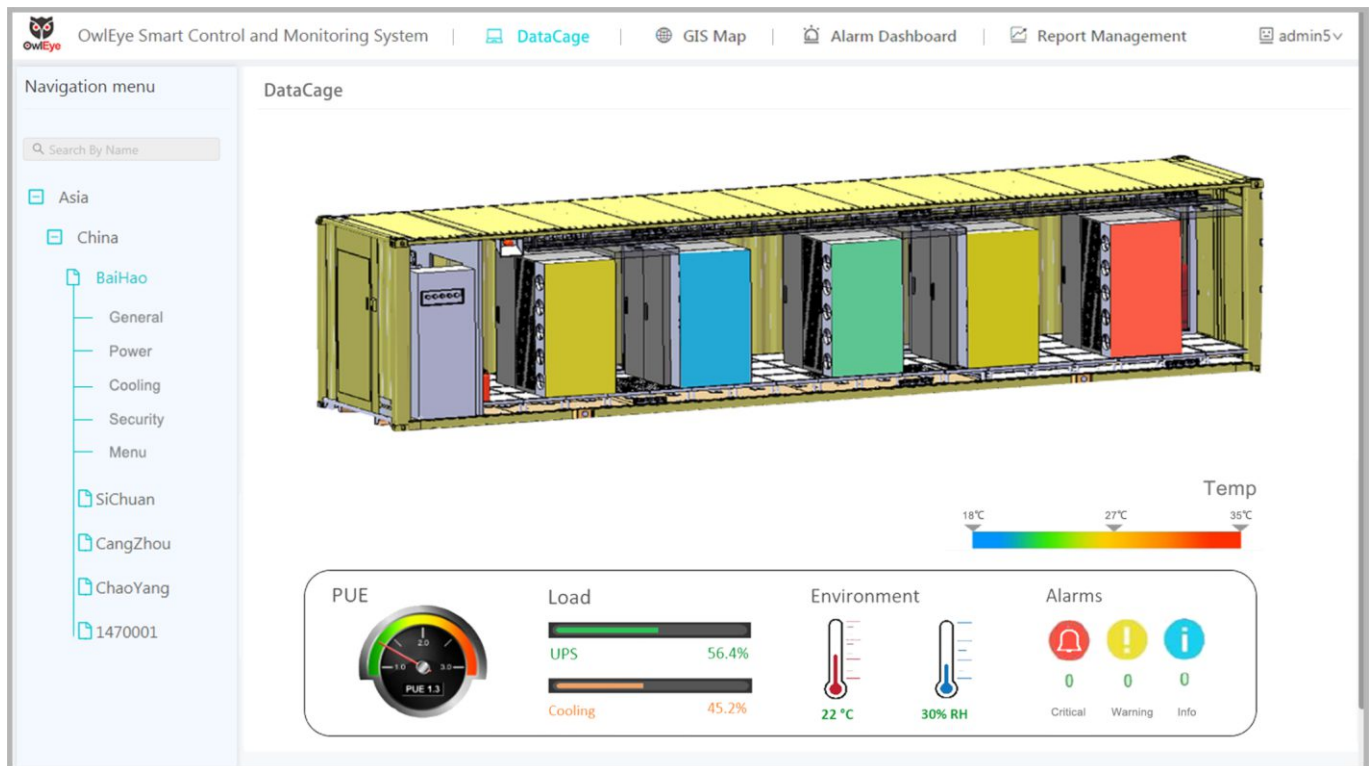 OwlEye
OwlEye Smart Control and Monitoring System | DataCage | GIS Map | Alarm Dashboard | Report Management admin5
Navigation menu
Search By Name
Asia
China
BaiHao
General
Power
Cooling
Security
Menu
SiChuan
CangZhou
ChaoYang
1470001
DataCage
Temp
18℃ 27℃ 35℃
PUE
1.0 2.0 3.0
PUE 1.3
Load
UPS 56.4%
Cooling 45.2%
Environment
22 °C 30% RH
Alarms
0 0 0
Critical Warning Info